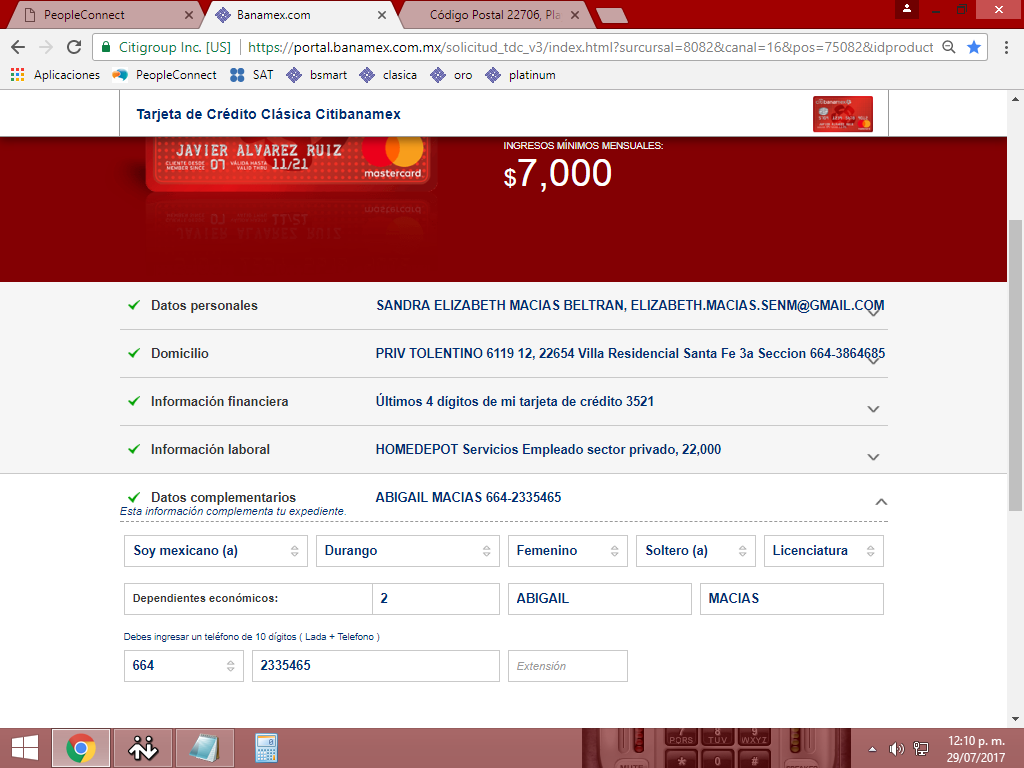 PeopleConnect
Banamex.com
Código Postal 22706, Pla
Citigroup Inc. [US]
https://portal.banamex.com.mx/solicitud_tdc_v3/index.html?surcursal=8082&canal=16&pos=75082&idproduct
Aplicaciones PeopleConnect SAT bsmart clasica oro platinum
Tarjeta de Crédito Clásica Citibanamex
JAVIER ALVAREZ RUIZ
CLIENTE DESDE
MEMBER SINCE 07 VÁLIDA HASTA
VALID THRU 11/21
mastercard
INGRESOS MÍNIMOS MENSUALES:
$7,000
Datos personales SANDRA ELIZABETH MACIAS BELTRAN, ELIZABETH.MACIAS.SENM@GMAIL.COM
Domicilio PRIV TOLENTINO 6119 12, 22654 Villa Residencial Santa Fe 3a Seccion 664-3864685
Información financiera Últimos 4 dígitos de mi tarjeta de crédito 3521
Información laboral HOMEDEPOT Servicios Empleado sector privado, 22,000
Datos complementarios ABIGAIL MACIAS 664-2335465
Esta información complementa tu expediente.
Soy mexicano (a) Durango Femenino Soltero (a) Licenciatura
Dependientes económicos: 2 ABIGAIL MACIAS
Debes ingresar un teléfono de 10 dígitos ( Lada + Telefono )
664 2335465 Extensión
PQRS TUV WXYZ
* 0 #
MUTE SPEAKER
12:10 p. m.
29/07/2017